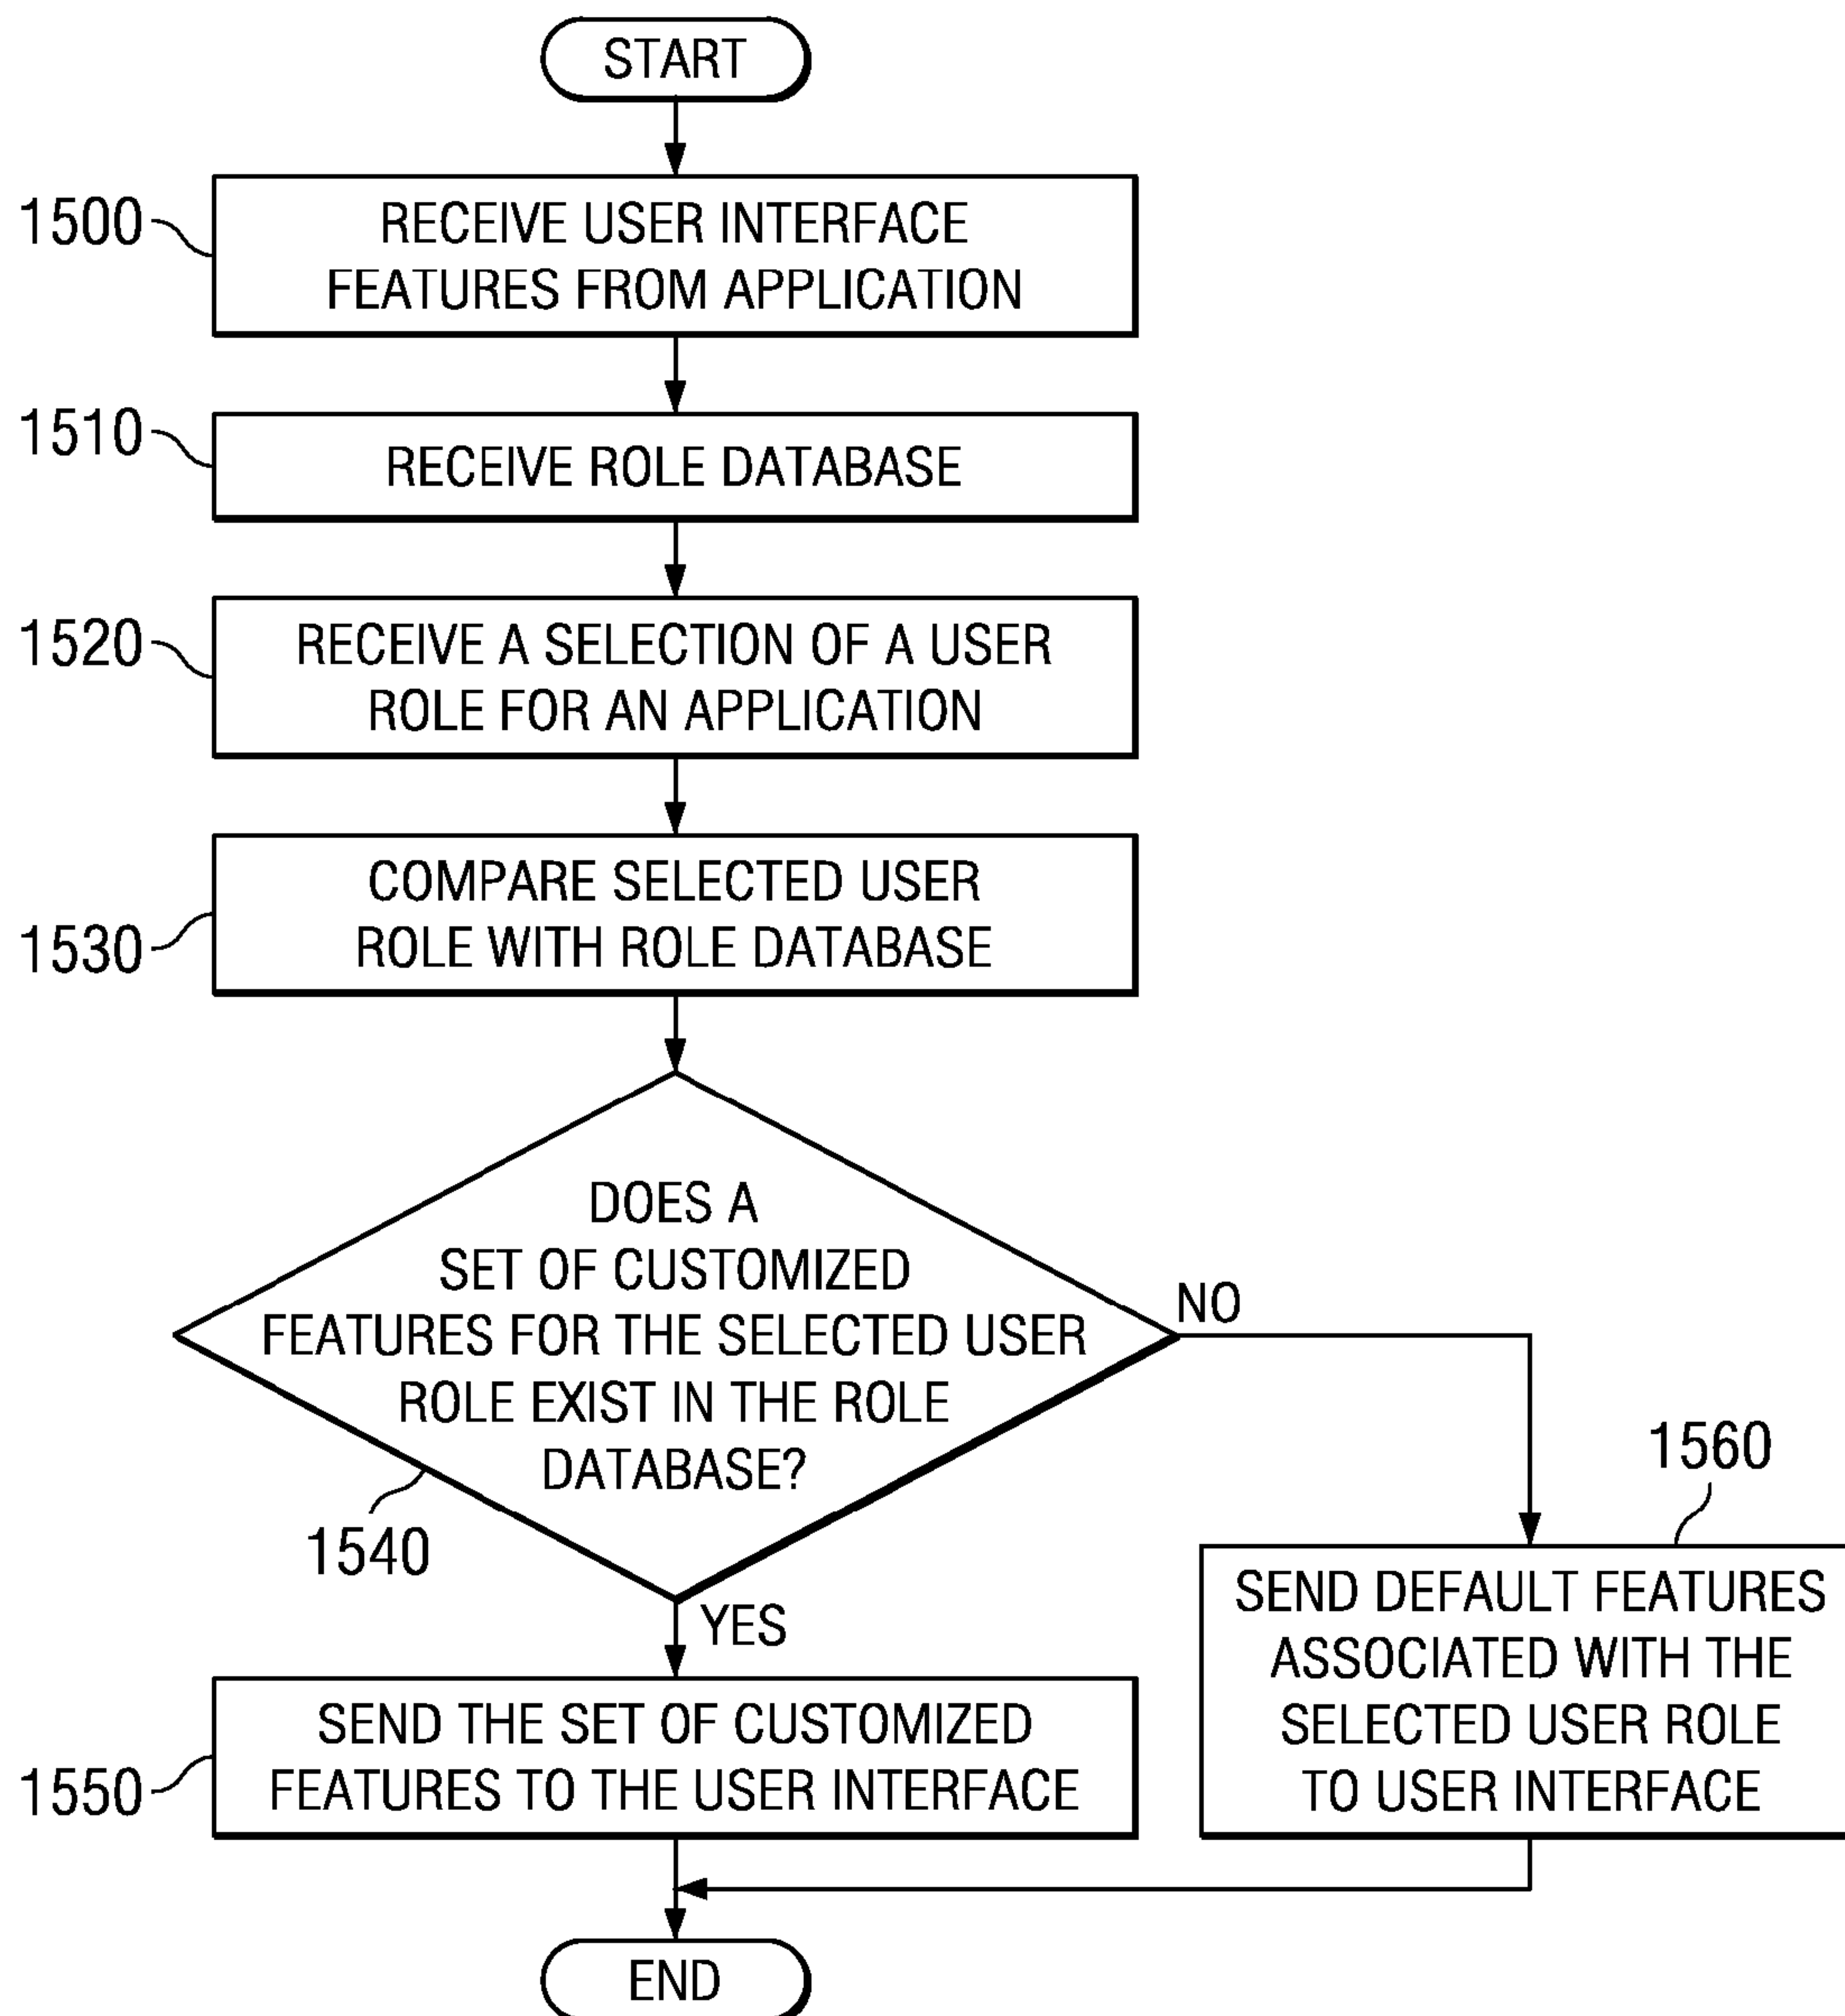 START
1500
RECEIVE USER INTERFACE
FEATURES FROM APPLICATION
1510
RECEIVE ROLE DATABASE
1520
RECEIVE A SELECTION OF A USER
ROLE FOR AN APPLICATION
1530
COMPARE SELECTED USER
ROLE WITH ROLE DATABASE
DOES A
SET OF CUSTOMIZED
FEATURES FOR THE SELECTED USER
ROLE EXIST IN THE ROLE
DATABASE?
1540
NO
YES
1550
SEND THE SET OF CUSTOMIZED
FEATURES TO THE USER INTERFACE
1560
SEND DEFAULT FEATURES
ASSOCIATED WITH THE
SELECTED USER ROLE
TO USER INTERFACE
END